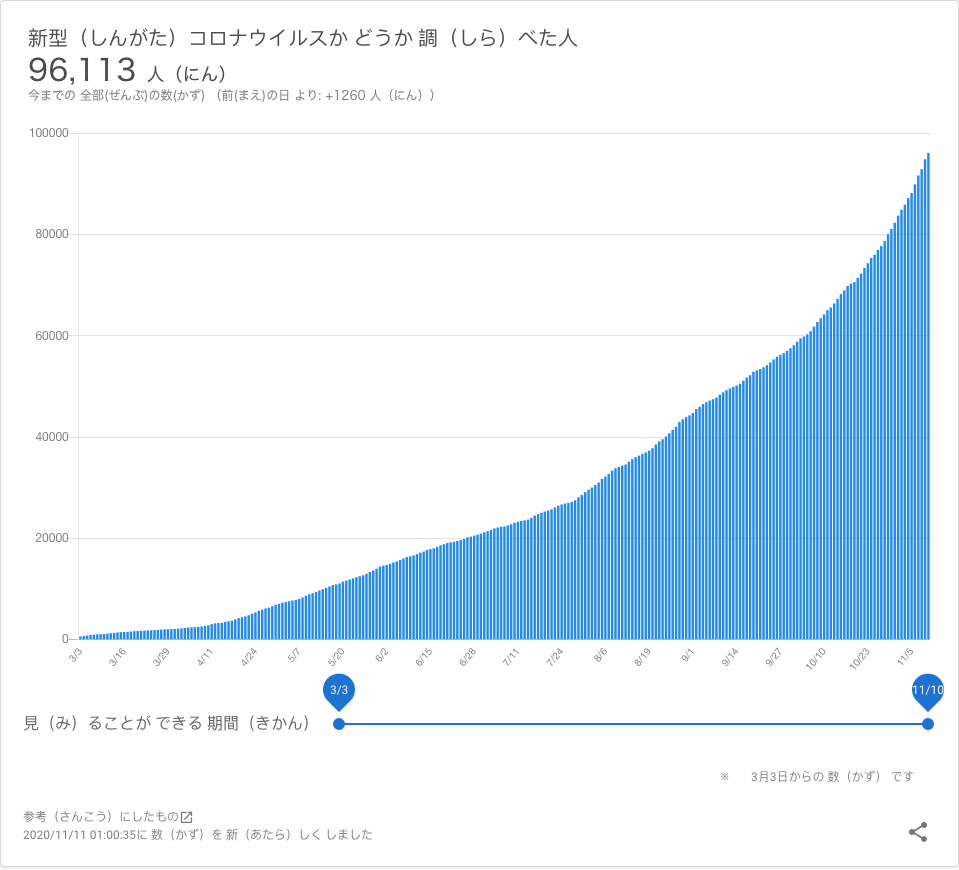 新型（しんがた）コロナウイルスか どうか 調（しら）べた人
96,113 人（にん）
今までの 全部(ぜんぶ)の数(かず) （前(まえ)の日 より: +1260 人（にん））
100000
80000
60000
40000
20000
0
3/3 3/16 3/29 4/11 4/24 5/7 5/20 6/2 6/15 6/28 7/11 7/24 8/6 8/19 9/1 9/14 9/27 10/10 10/23 11/5
3/3 11/10
見（み）ることが できる 期間（きかん）
※ 3月3日からの 数（かず） です
参考（さんこう）にしたもの
2020/11/11 01:00:35に 数（かず）を 新（あたら）しく しました